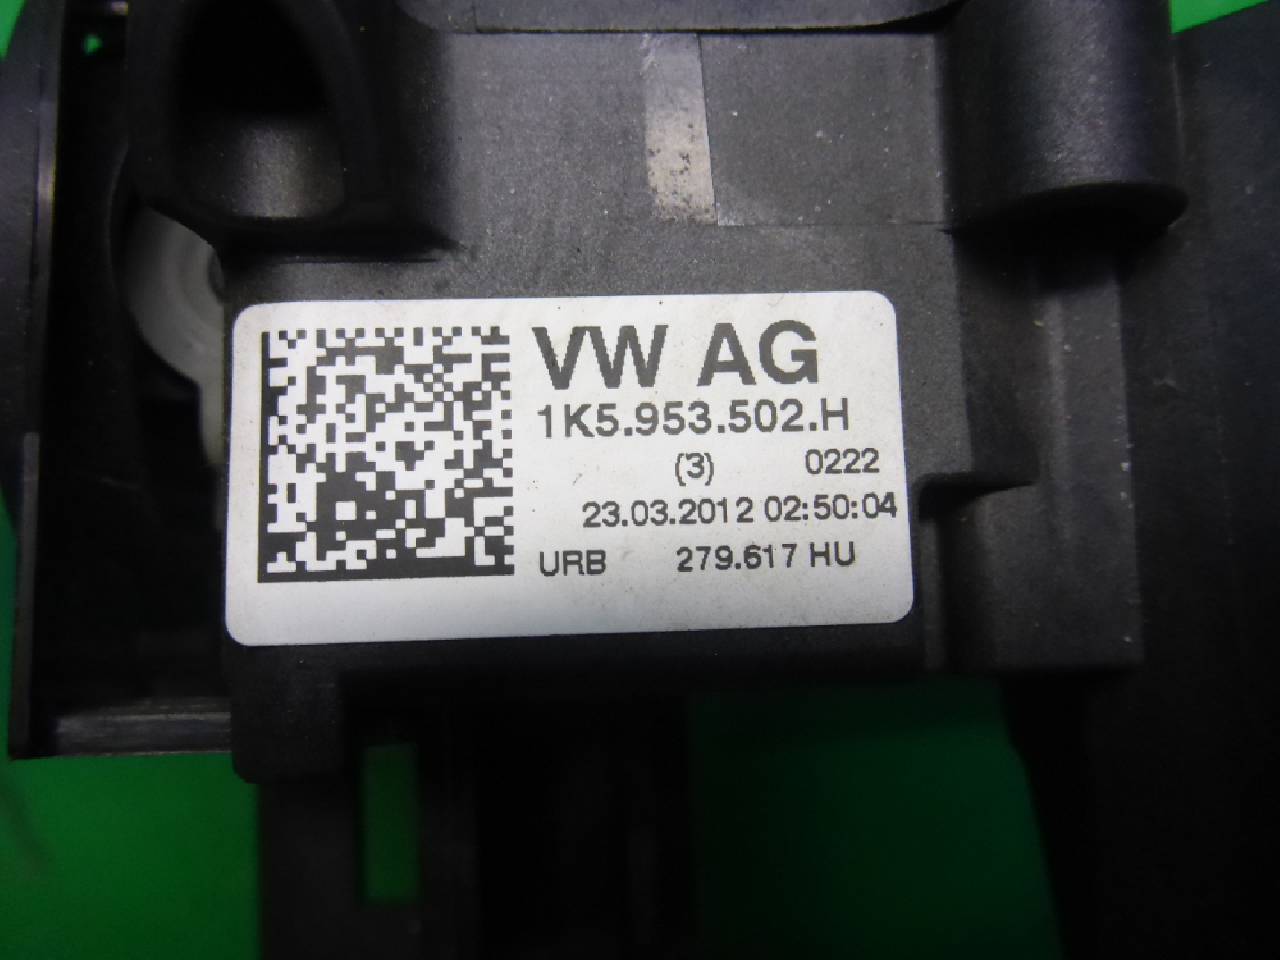 VW AG
1K5.953.502.H
(3) 0222
23.03.2012 02:50:04
URB 279.617 HU